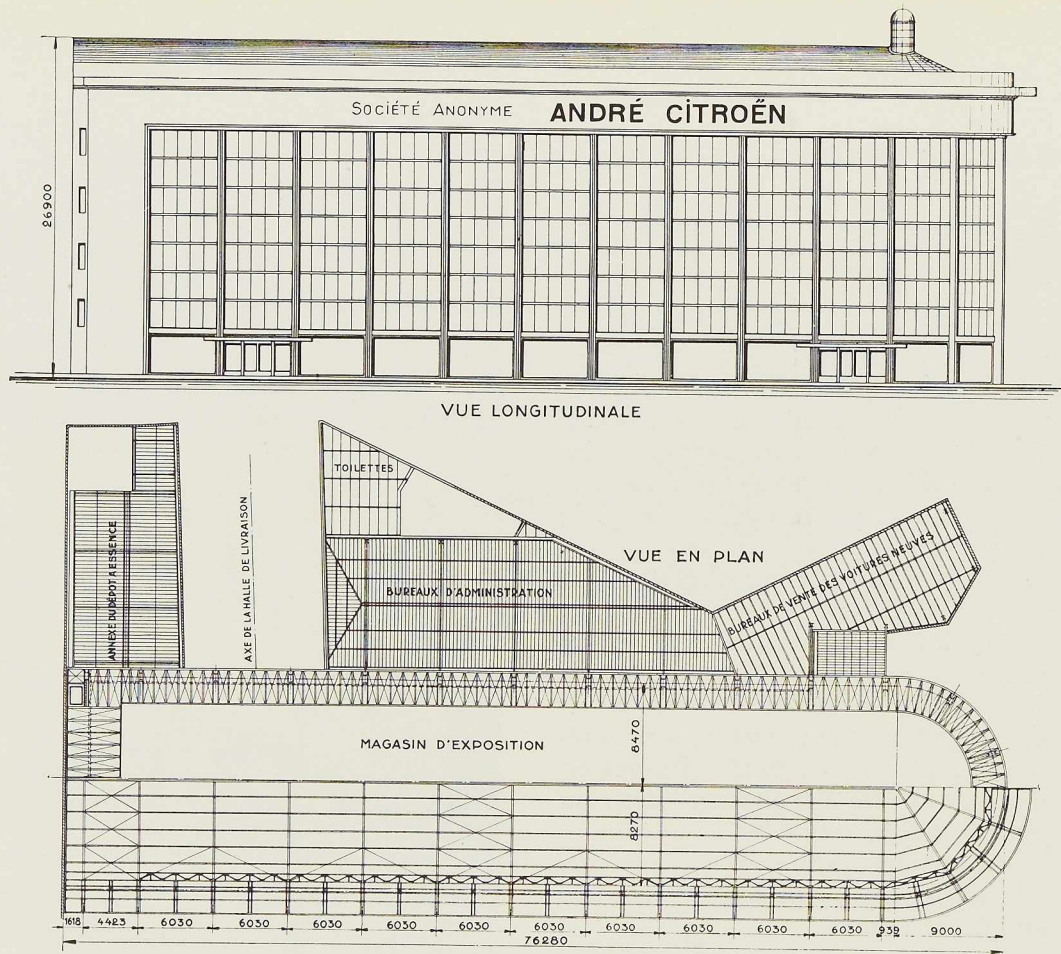 SOCIÉTÉ ANONYME ANDRÉ CITROËN
26900
VUE LONGITUDINALE
TOILETTES
ANNEXE DU DÉPOT A ESSENCE
AXE DE LA HALLE DE LIVRAISON
VUE EN PLAN
BUREAUX D'ADMINISTRATION
BUREAUX DE VENTE DES VOITURES NEUVES
MAGASIN D'EXPOSITION
8470
8270
1618 4423 6030 6030 6030 6030 6030 6030 6030 6030 6030 6030 939 9000
76280